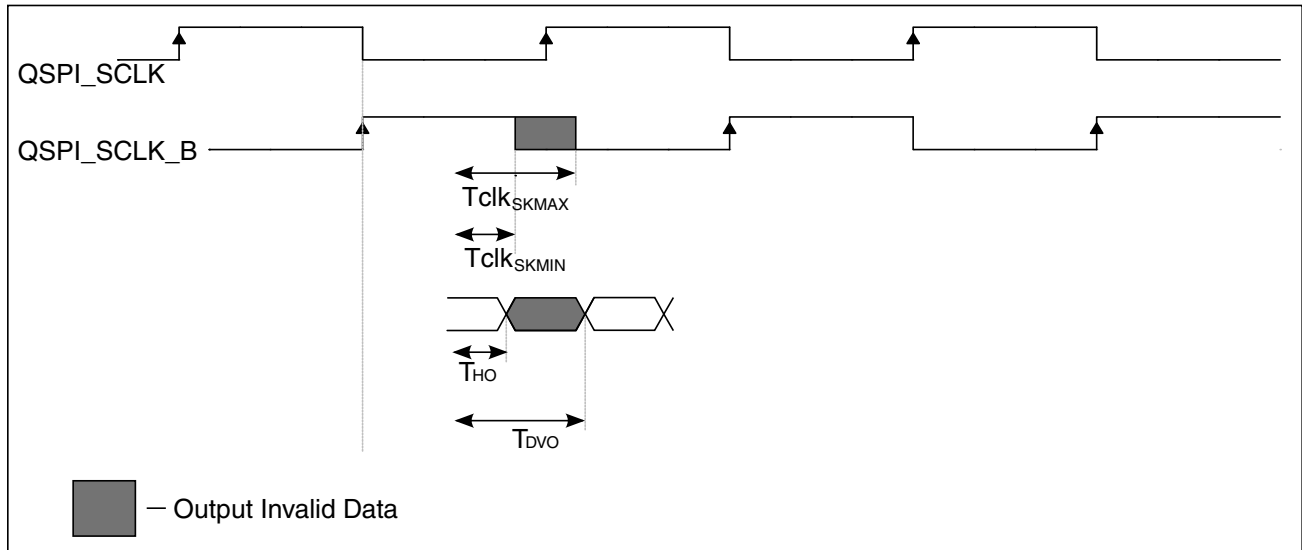 QSPI_SCLK
QSPI_SCLK_B
TclkSKMAX
TclkSKMIN
THO
TDVO
– Output Invalid Data